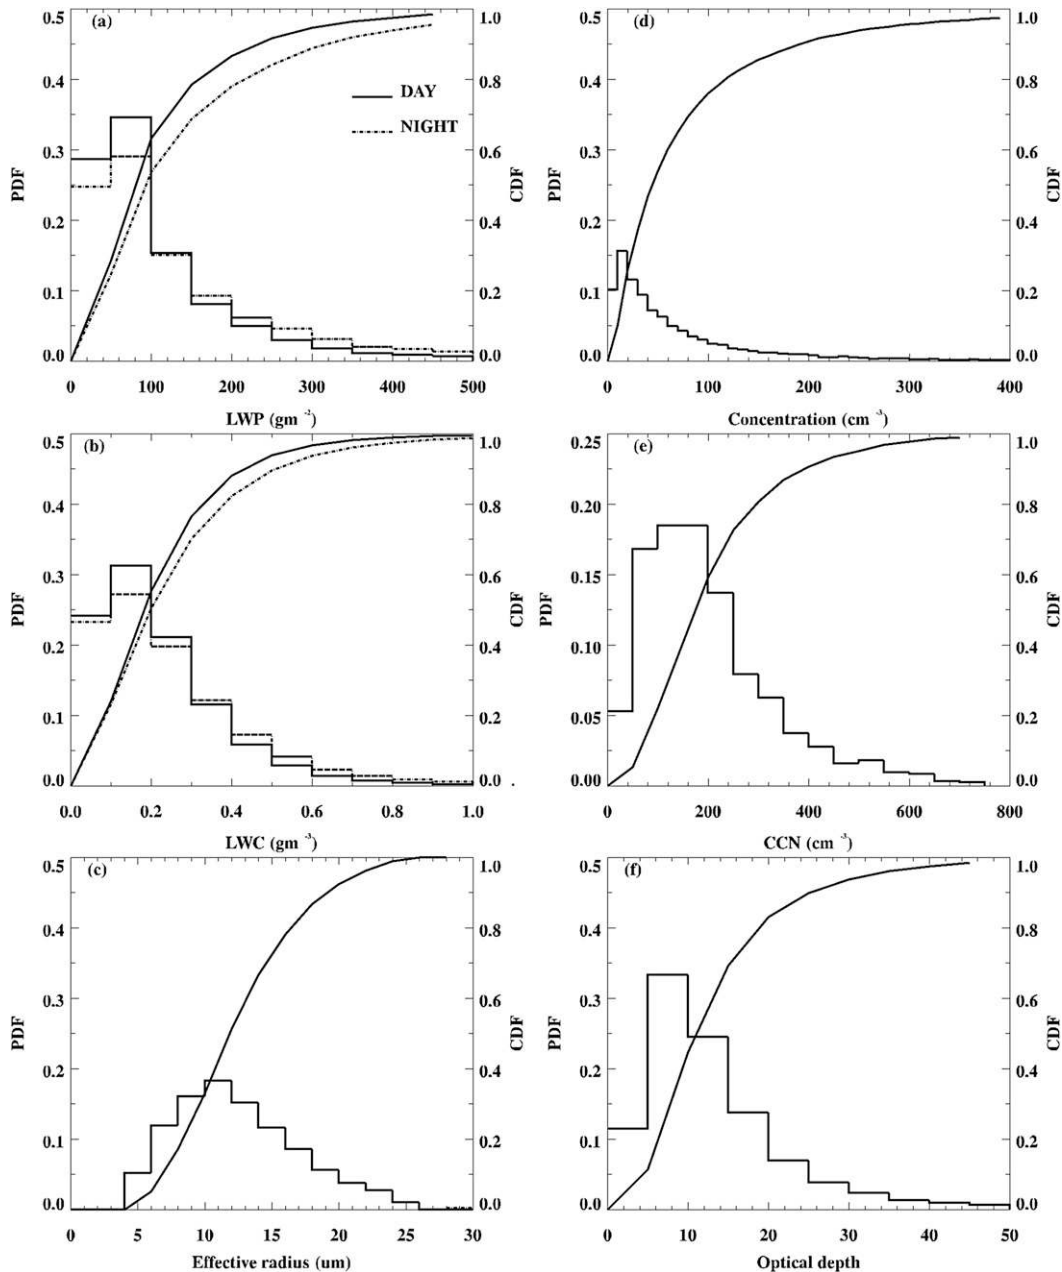 (a)
0.5
0.4
0.3
0.2
0.1
0.0
PDF
1.0
0.8
0.6
0.4
0.2
0.0
CDF
DAY
NIGHT
0.0 100 200 300 400 500
LWP (gm -2)
(d)
0.5
0.4
0.3
0.2
0.1
0.0
PDF
1.0
0.8
0.6
0.4
0.2
0.0
CDF
0 100 200 300 400
Concentration (cm -3)
(b)
0.5
0.4
0.3
0.2
0.1
0.00
PDF
1.0
0.8
0.6
0.4
0.2
0.0
CDF
0.0 0.2 0.4 0.6 0.8 1.0
LWC (gm -3)
(e)
0.25
0.20
0.15
0.10
0.05
0.00
PDF
1.0
0.8
0.6
0.4
0.2
0.0
CDF
0 200 400 600 800
CCN (cm -3)
(c)
0.5
0.4
0.3
0.2
0.1
0.0
PDF
1.0
0.8
0.6
0.4
0.2
0.0
CDF
0 5 10 15 20 25 30
Effective radius (um)
(f)
0.5
0.4
0.3
0.2
0.1
0.0
PDF
1.0
0.8
0.6
0.4
0.2
0.0
CDF
0 10 20 30 40 50
Optical depth